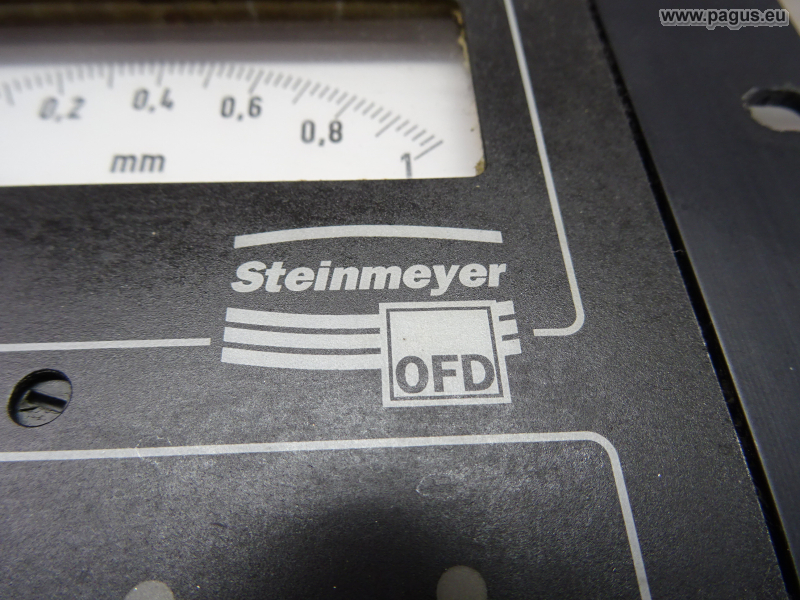 www.pagus.eu
0,2 0,4 0,6 0,8 1
mm
Steinmeyer
OFD